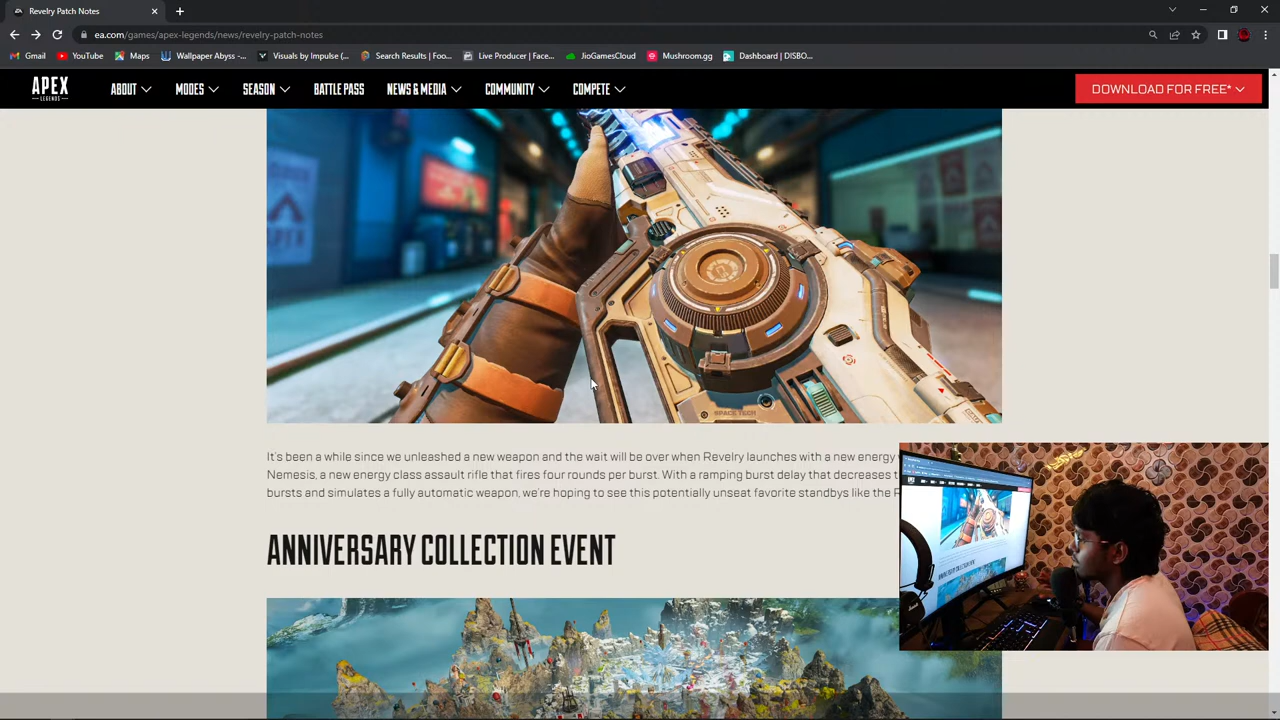 Revelry Patch Notes
ea.com/games/apex-legends/news/revelry-patch-notes
Gmail YouTube Maps Wallpaper Abyss -... Visuals by Impulse (... Search Results | Foo... Live Producer | Face... JioGamesCloud Mushroom.gg Dashboard | DISBO...
APEX
LEGENDS
ABOUT MODES SEASON BATTLE PASS NEWS & MEDIA COMMUNITY COMPETE DOWNLOAD FOR FREE*
SPACE TECH
It's been a while since we unleashed a new weapon and the wait will be over when Revelry launches with a new energy
Nemesis, a new energy class assault rifle that fires four rounds per burst. With a ramping burst delay that decreases
bursts and simulates a fully automatic weapon, we're hoping to see this potentially unseat favorite standbys like the
ANNIVERSARY COLLECTION EVENT